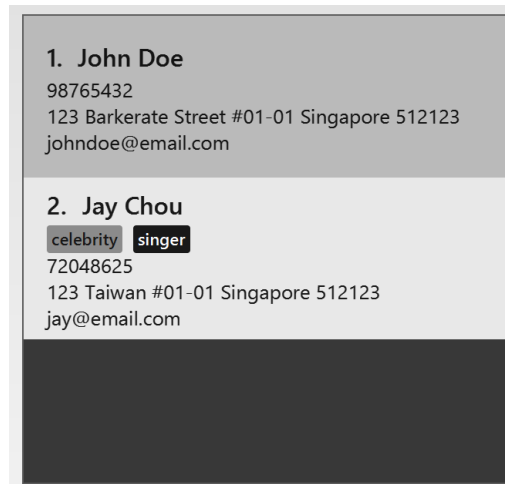 1. John Doe
98765432
123 Barkerate Street #01-01 Singapore 512123
johndoe@email.com
2. Jay Chou
celebrity singer
72048625
123 Taiwan #01-01 Singapore 512123
jay@email.com